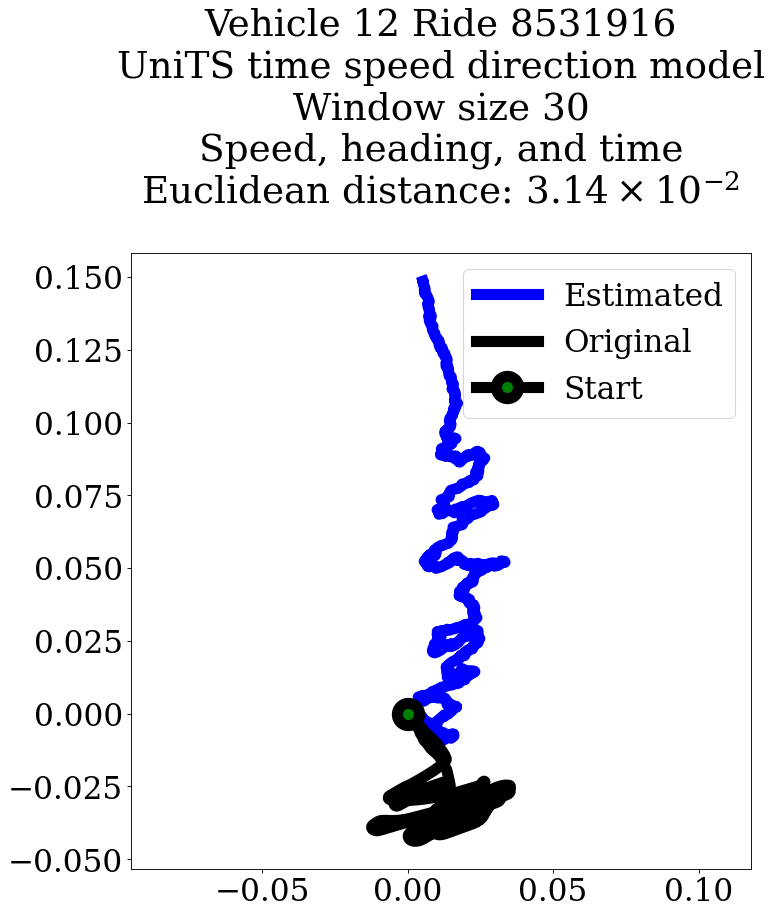 Vehicle 12 Ride 8531916
UniTS time speed direction model
Window size 30
Speed, heading, and time
Euclidean distance: 3.14 × 10⁻²
Estimated
Original
Start
0.150
0.125
0.100
0.075
0.050
0.025
0.000
−0.025
−0.050
−0.05 0.00 0.05 0.10